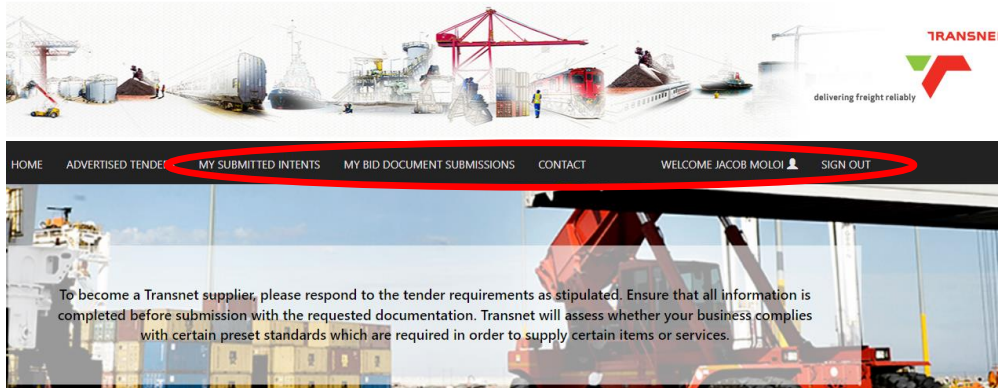 TRANSNE
delivering freight reliably
HOME ADVERTISED TENDE MY SUBMITTED INTENTS MY BID DOCUMENT SUBMISSIONS CONTACT WELCOME JACOB MOLOI SIGN OUT
To become a Transnet supplier, please respond to the tender requirements as stipulated. Ensure that all information is
completed before submission with the requested documentation. Transnet will assess whether your business complies
with certain preset standards which are required in order to supply certain items or services.